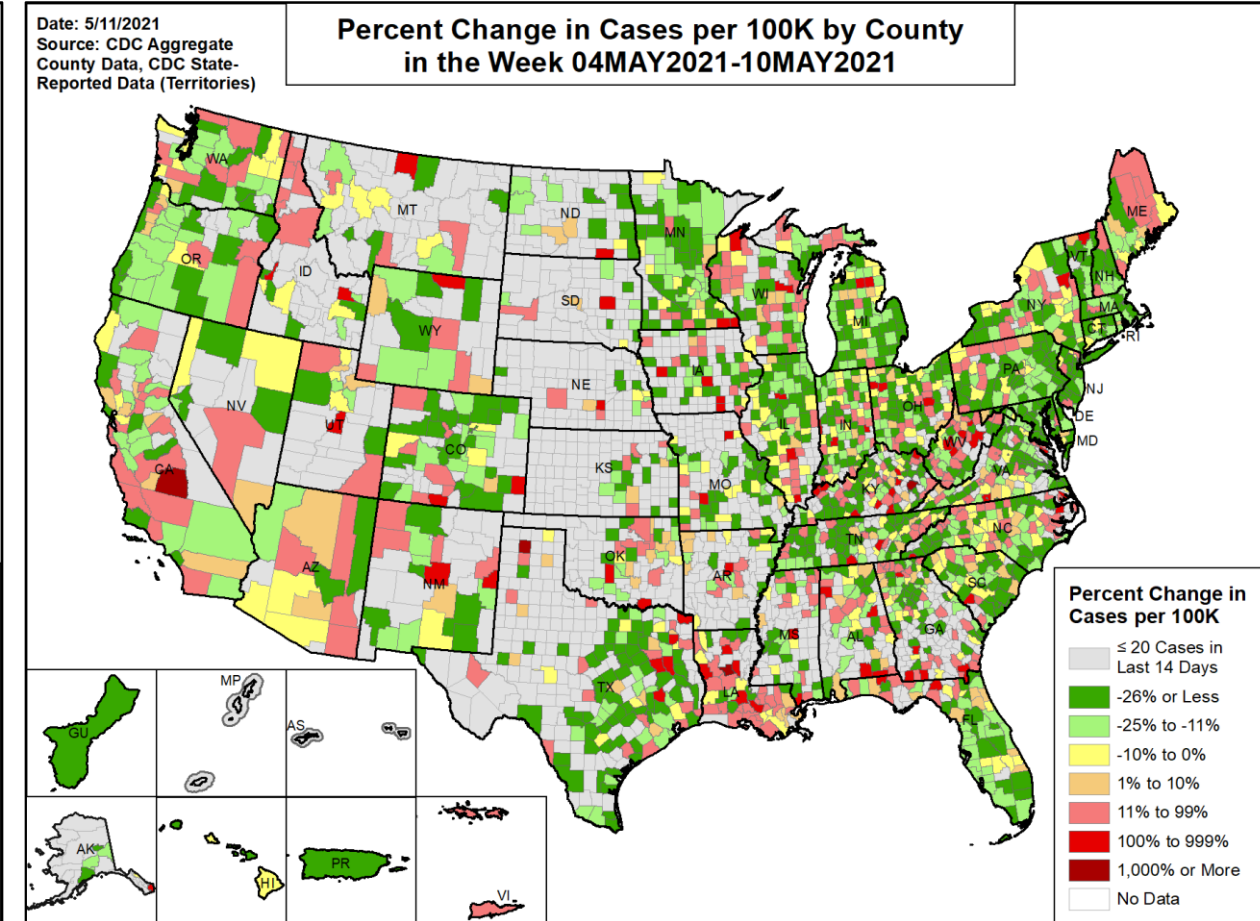 Date: 5/11/2021
Source: CDC Aggregate
County Data, CDC State-
Reported Data (Territories)
Percent Change in Cases per 100K by County
in the Week 04MAY2021-10MAY2021
WA
MT
ND
MN
ME
OR
ID
WY
SD
WI
MI
VT
NH
NY
MA
CT
RI
NV
UT
CO
NE
IA
IL
IN
OH
PA
NJ
DE
MD
WV
VA
CA
KS
MO
KY
AZ
NM
OK
AR
TN
NC
SC
TX
LA
MS
AL
GA
FL
GU
MP
AS
AK
HI
PR
VI
Percent Change in
Cases per 100K
≤ 20 Cases in
Last 14 Days
-26% or Less
-25% to -11%
-10% to 0%
1% to 10%
11% to 99%
100% to 999%
1,000% or More
No Data